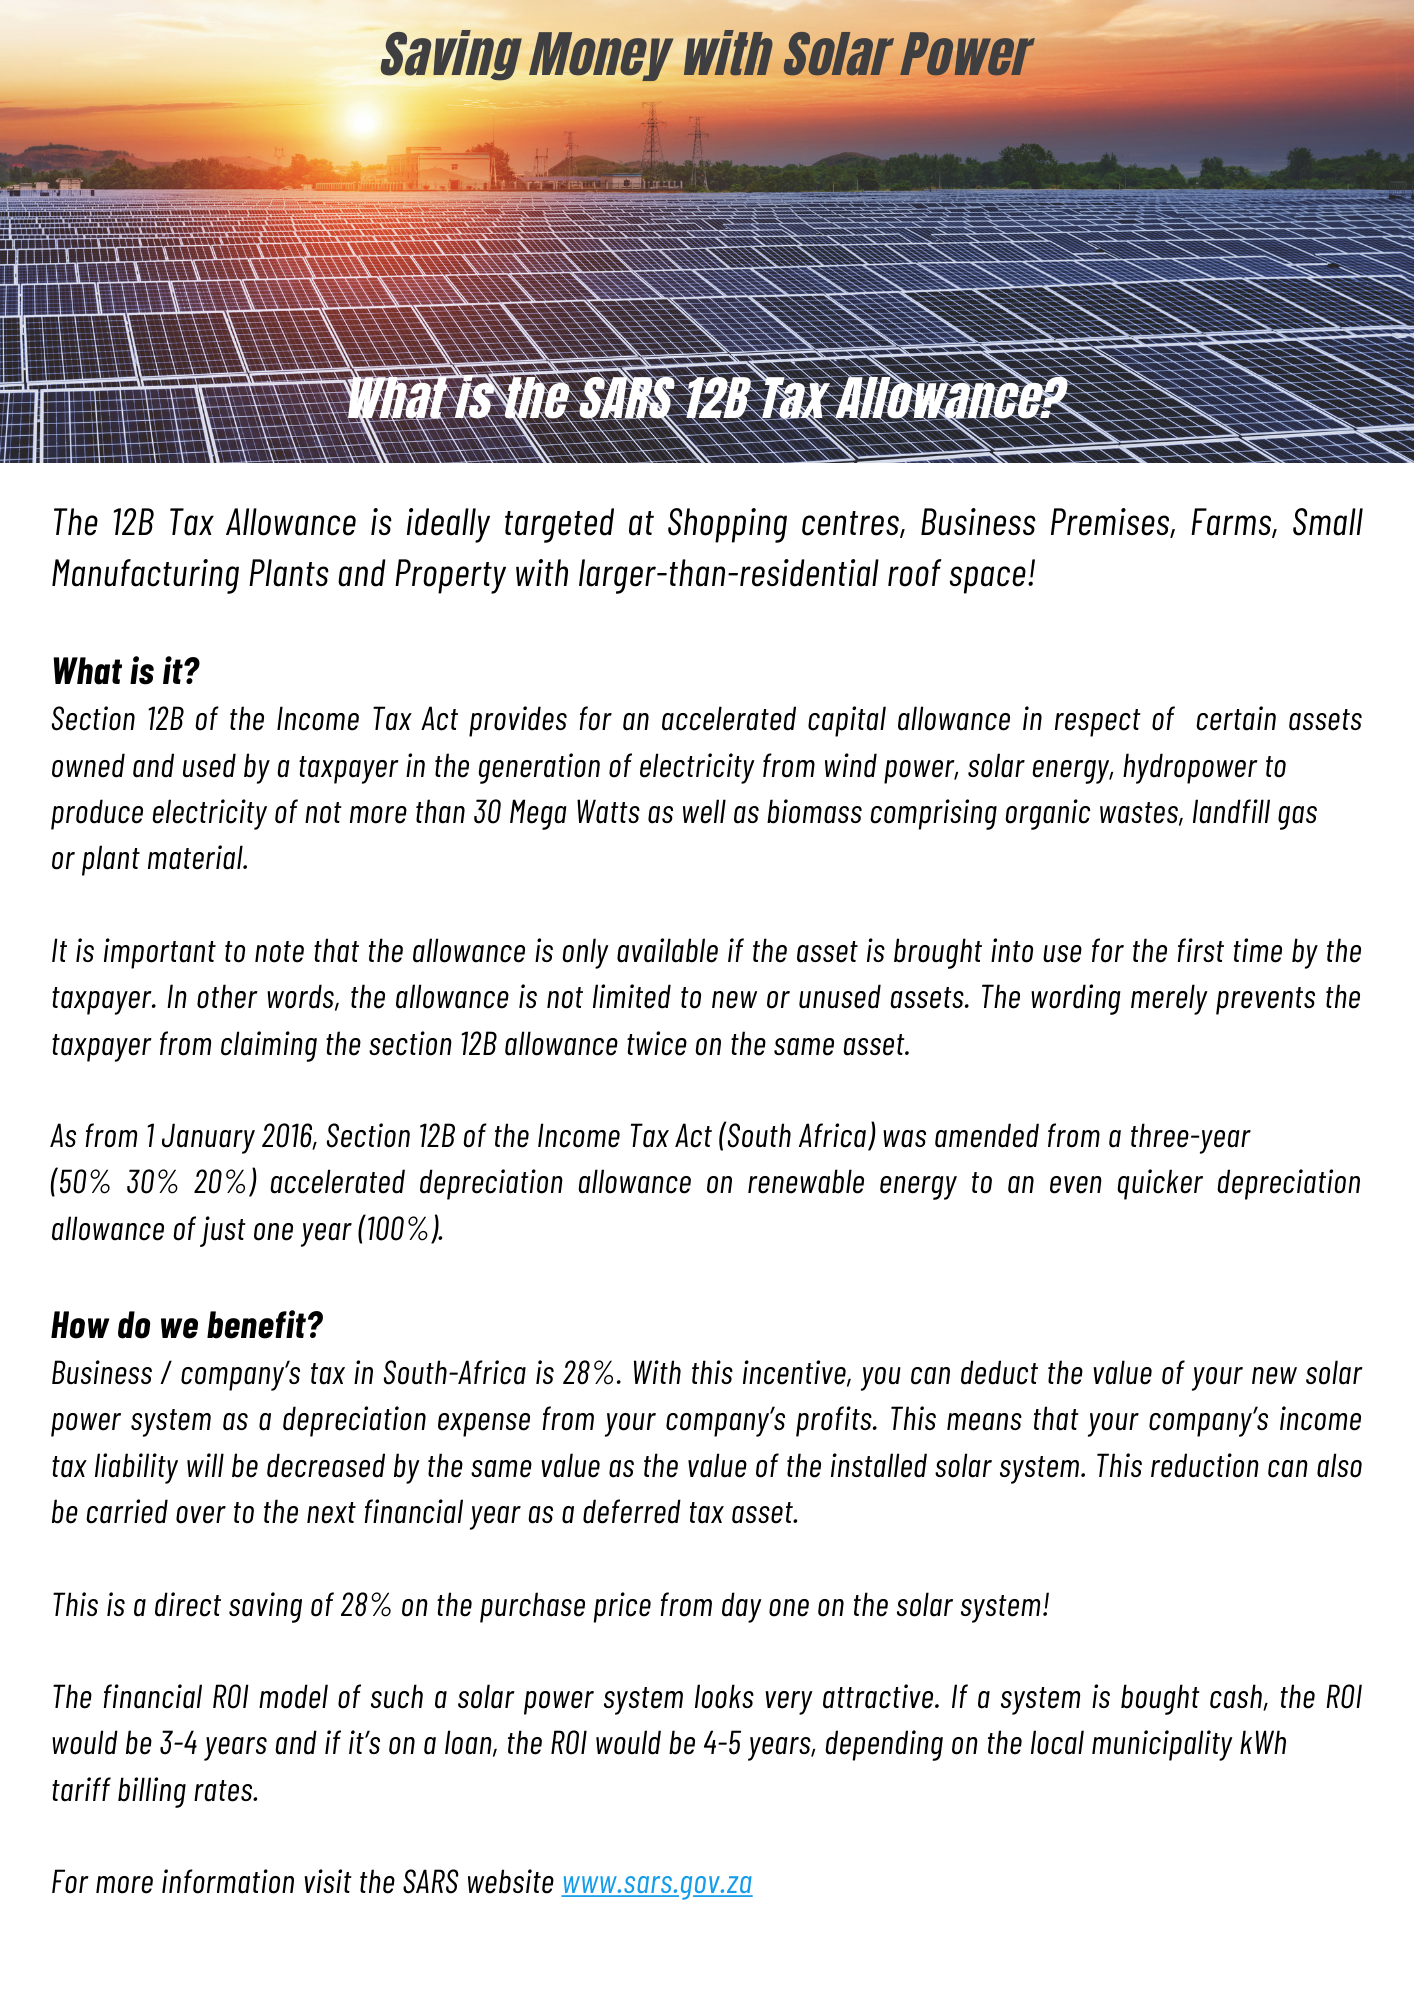 Saving Money with Solar Power
What is the SARS 12B Tax Allowance?
The 12B Tax Allowance is ideally targeted at Shopping centres, Business Premises, Farms, Small
Manufacturing Plants and Property with larger-than-residential roof space!
What is it?
Section 12B of the Income Tax Act provides for an accelerated capital allowance in respect of certain assets
owned and used by a taxpayer in the generation of electricity from wind power, solar energy, hydropower to
produce electricity of not more than 30 Mega Watts as well as biomass comprising organic wastes, landfill gas
or plant material.
It is important to note that the allowance is only available if the asset is brought into use for the first time by the
taxpayer. In other words, the allowance is not limited to new or unused assets. The wording merely prevents the
taxpayer from claiming the section 12B allowance twice on the same asset.
As from 1 January 2016, Section 12B of the Income Tax Act (South Africa) was amended from a three-year
(50% 30% 20%) accelerated depreciation allowance on renewable energy to an even quicker depreciation
allowance of just one year (100%).
How do we benefit?
Business / company’s tax in South-Africa is 28%. With this incentive, you can deduct the value of your new solar
power system as a depreciation expense from your company’s profits. This means that your company’s income
tax liability will be decreased by the same value as the value of the installed solar system. This reduction can also
be carried over to the next financial year as a deferred tax asset.
This is a direct saving of 28% on the purchase price from day one on the solar system!
The financial ROI model of such a solar power system looks very attractive. If a system is bought cash, the ROI
would be 3-4 years and if it’s on a loan, the ROI would be 4-5 years, depending on the local municipality kWh
tariff billing rates.
For more information visit the SARS website www.sars.gov.za